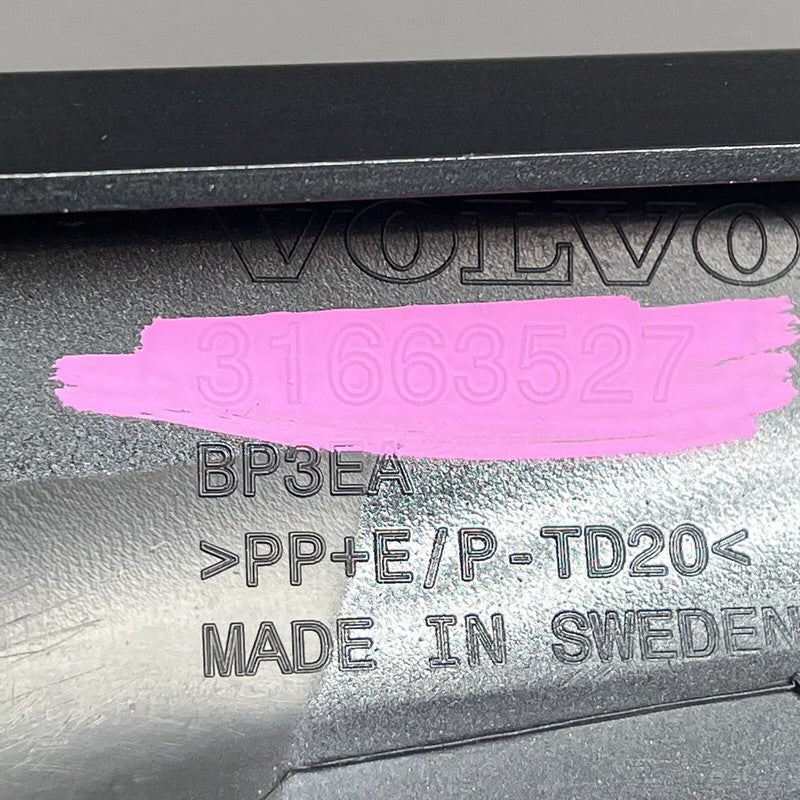 VOLVO
31663527
BP3EA
>PP+E/P-TD20<
MADE IN SWEDEN